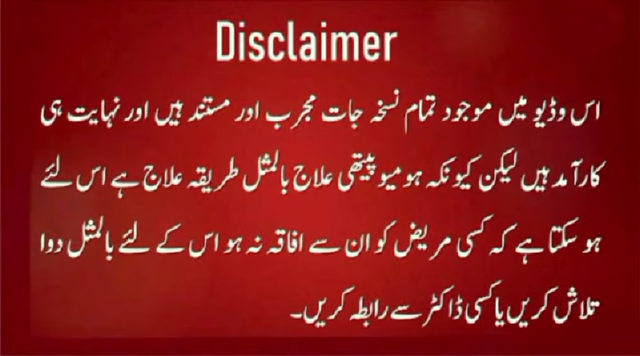 Disclaimer
اس وڈیو میں موجود تمام نسخہ جات مجرب اور مستند ہیں اور نہایت ہی
کارآمد ہیں لیکن کیونکہ ہومیوپیتھی علاج بالمثل طریقہ علاج ہے اس لئے
ہو سکتا ہے کہ کسی مریض کو ان سے افاقہ نہ ہو اس کے لئے بالمثل دوا
تلاش کریں یا کسی ڈاکٹر سے رابطہ کریں۔